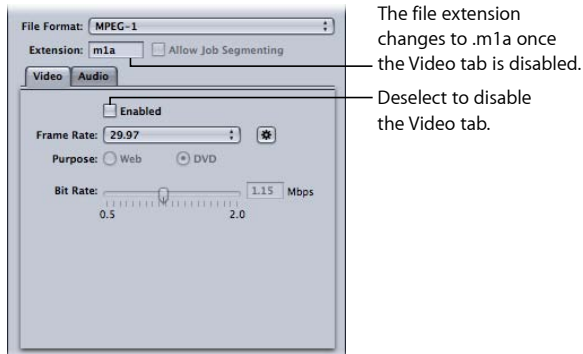 File Format: MPEG-1
Extension: m1a Allow Job Segmenting
Video Audio
Enabled
Frame Rate: 29.97
Purpose: Web DVD
Bit Rate: 1.15 Mbps
0.5 2.0
The file extension
changes to .m1a once
the Video tab is disabled.
Deselect to disable
the Video tab.